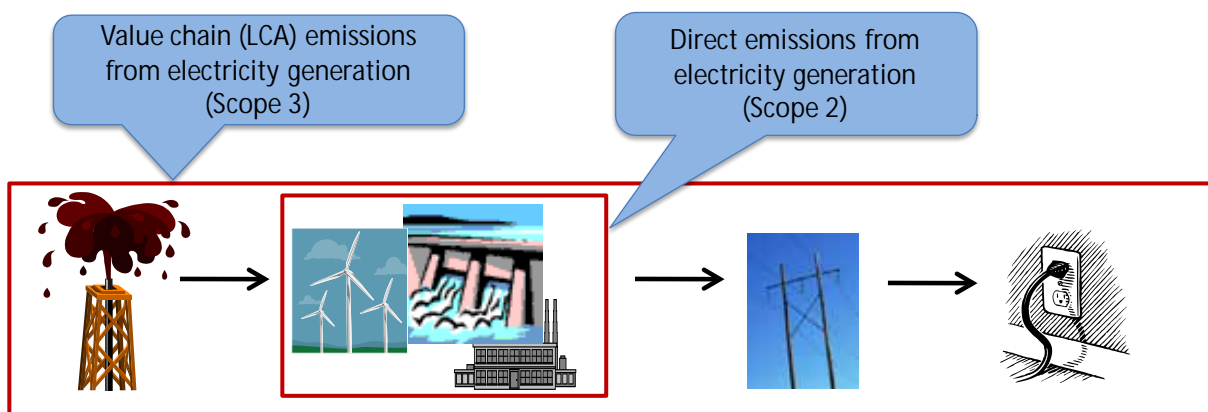 Value chain (LCA) emissions
from electricity generation
(Scope 3)
Direct emissions from
electricity generation
(Scope 2)